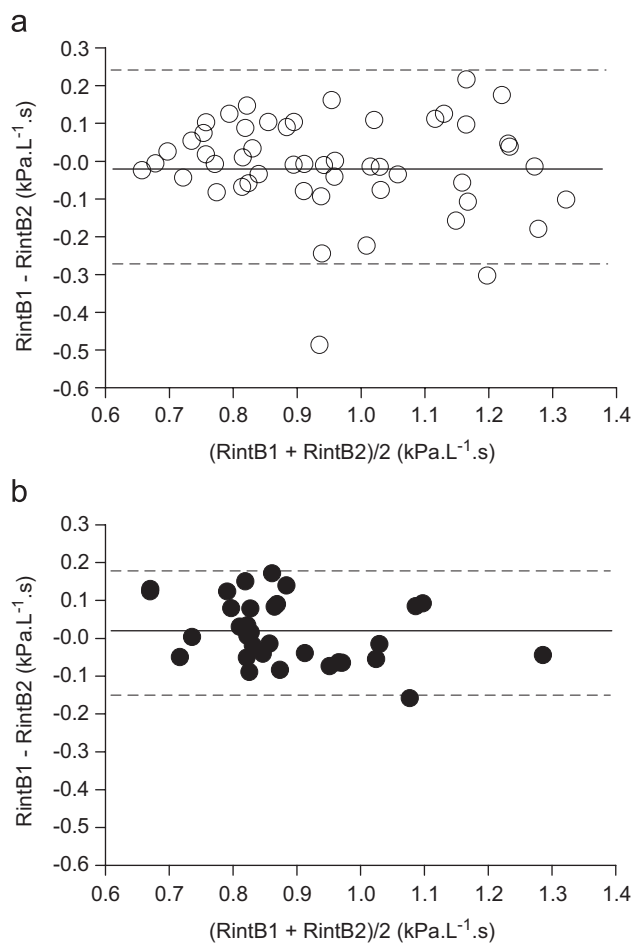 a
0.3
0.2
0.1
-0.0
-0.1
-0.2
-0.3
-0.4
-0.5
-0.6
RintB1 - RintB2 (kPa.L-1.s)
0.6 0.7 0.8 0.9 1.0 1.1 1.2 1.3 1.4
(RintB1 + RintB2)/2 (kPa.L-1.s)
b
0.3
0.2
0.1
-0.0
-0.1
-0.2
-0.3
-0.4
-0.5
-0.6
RintB1 - RintB2 (kPa.L-1.s)
0.6 0.7 0.8 0.9 1.0 1.1 1.2 1.3 1.4
(RintB1 + RintB2)/2 (kPa.L-1.s)